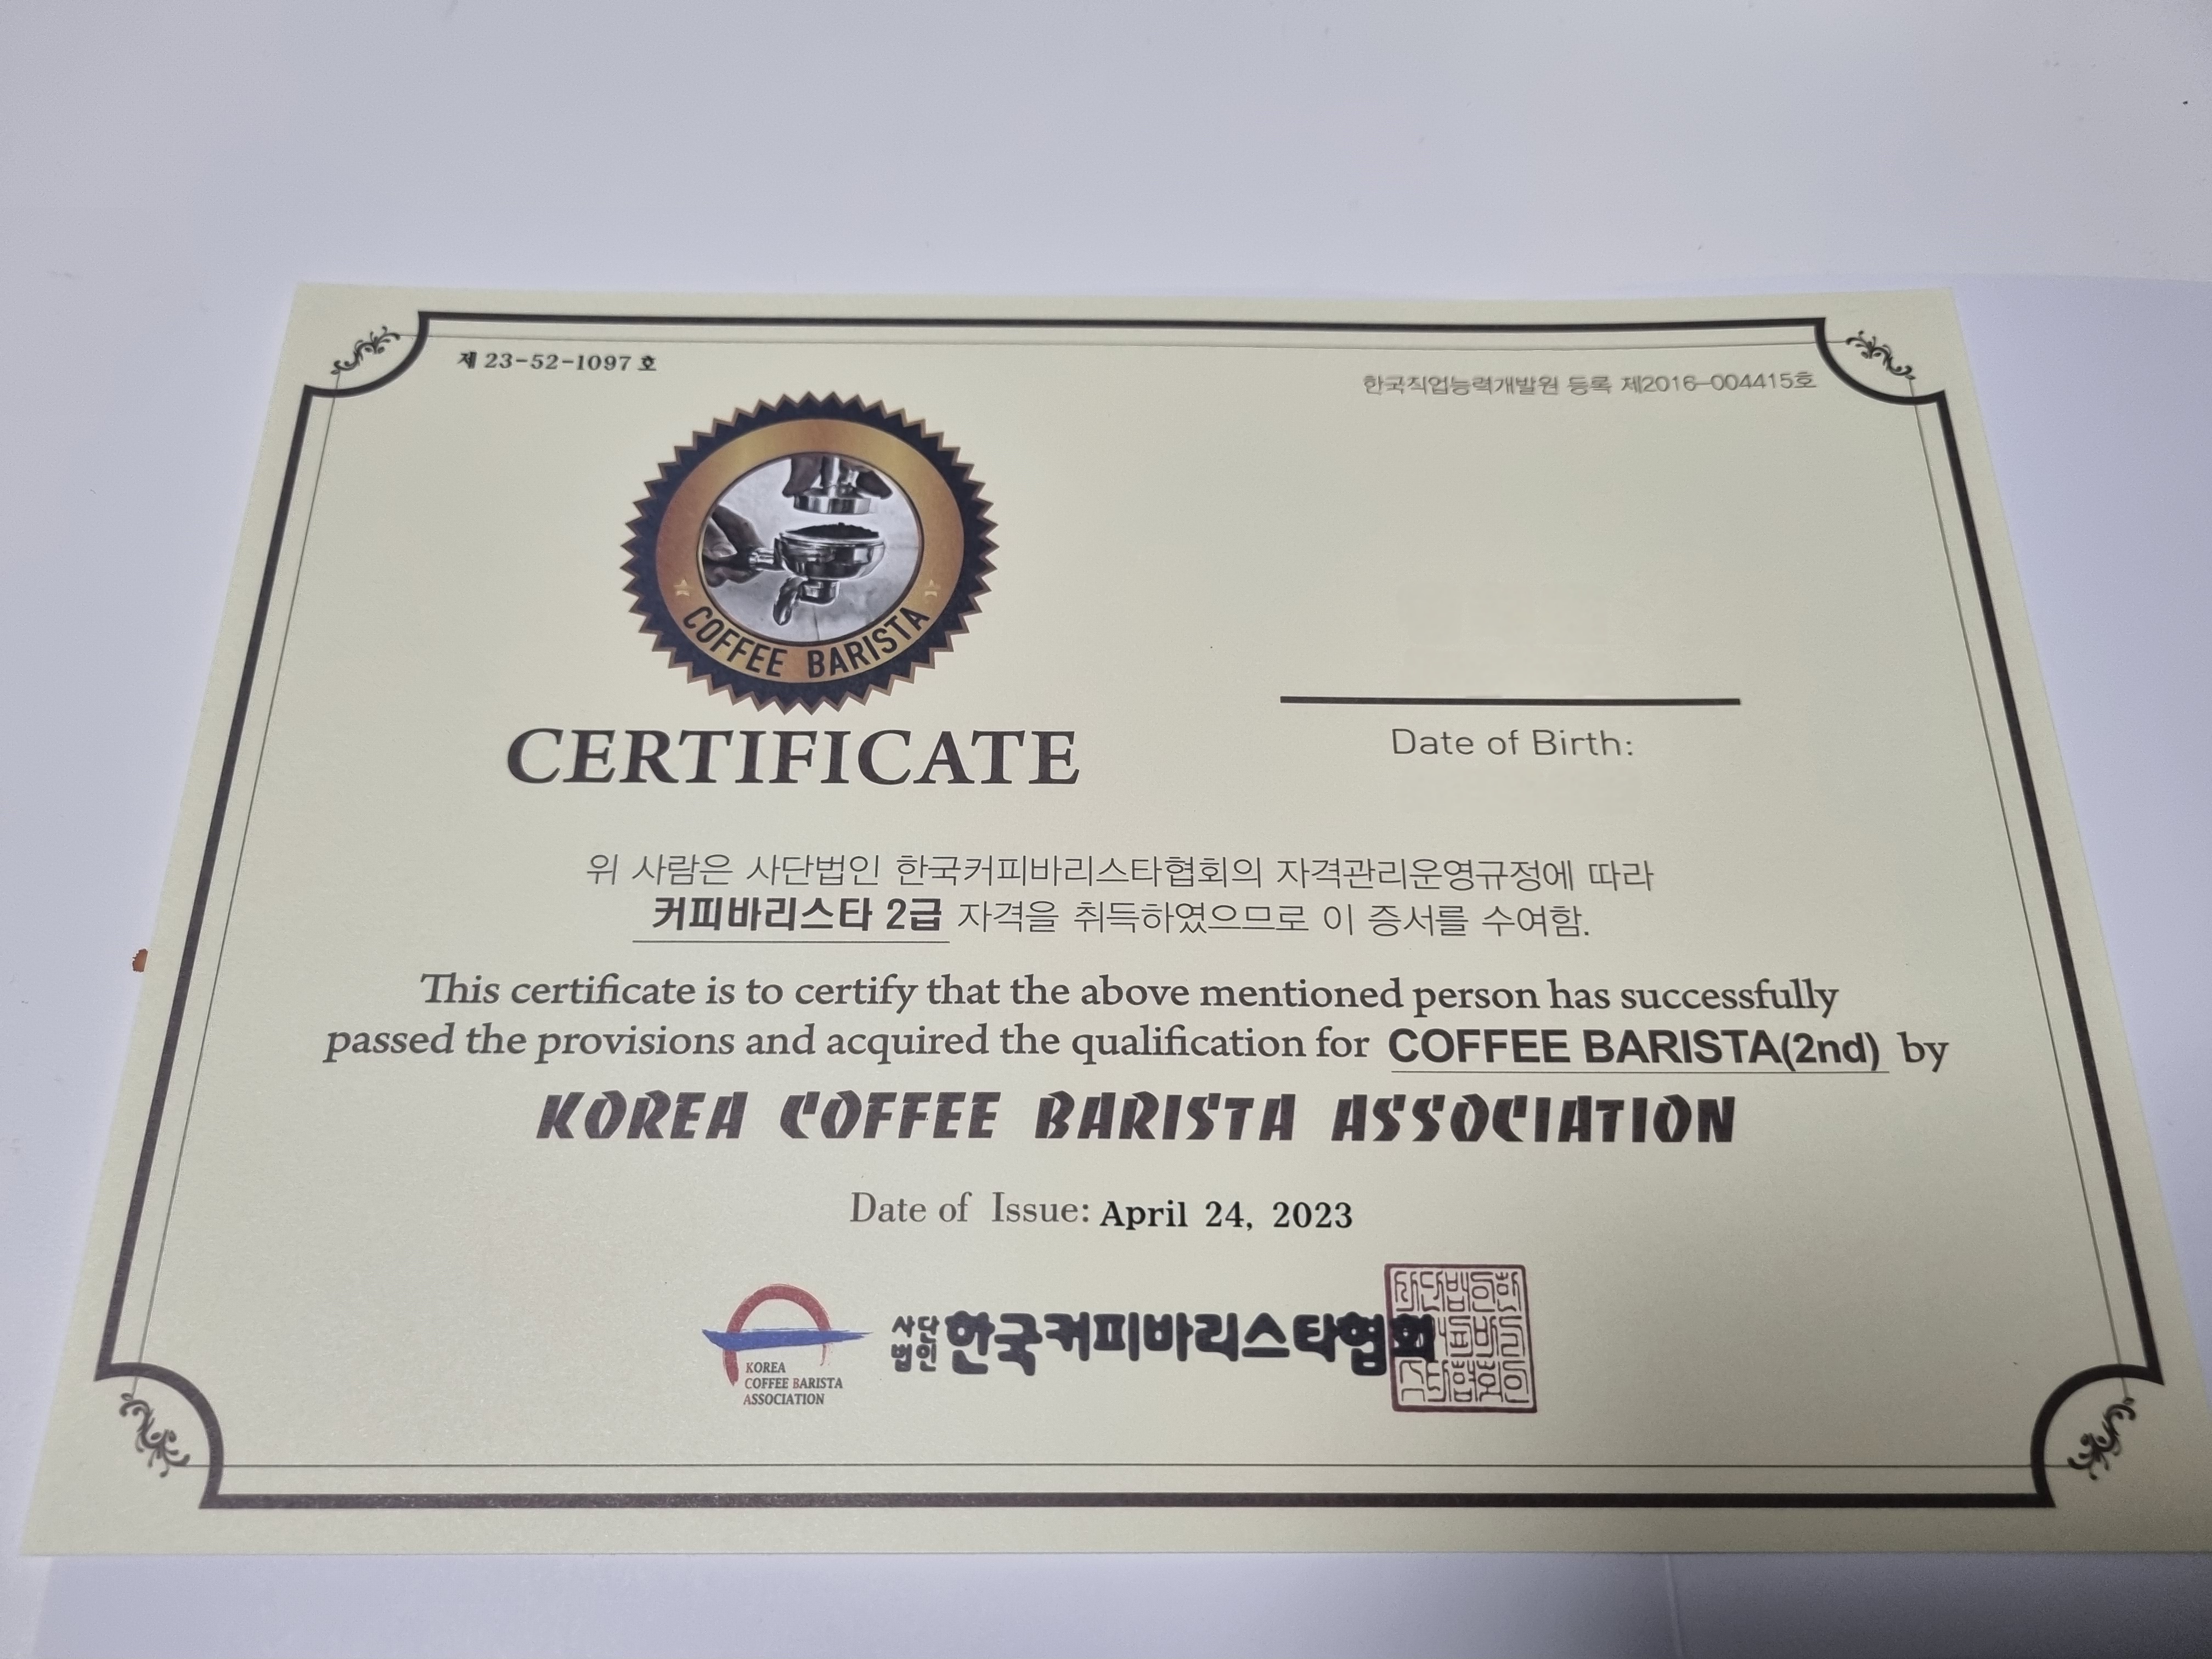 제 23-52-1097 호
한국직업능력개발원 등록 제2016-004415호
COFFEE BARISTA
CERTIFICATE
Date of Birth:
위 사람은 사단법인 한국커피바리스타협회의 자격관리운영규정에 따라
커피바리스타 2급 자격을 취득하였으므로 이 증서를 수여함.
This certificate is to certify that the above mentioned person has successfully
passed the provisions and acquired the qualification for COFFEE BARISTA(2nd) by
KOREA COFFEE BARISTA ASSOCIATION
Date of Issue: April 24, 2023
KOREA
COFFEE BARISTA
ASSOCIATION
사단법인 한국커피바리스타협회